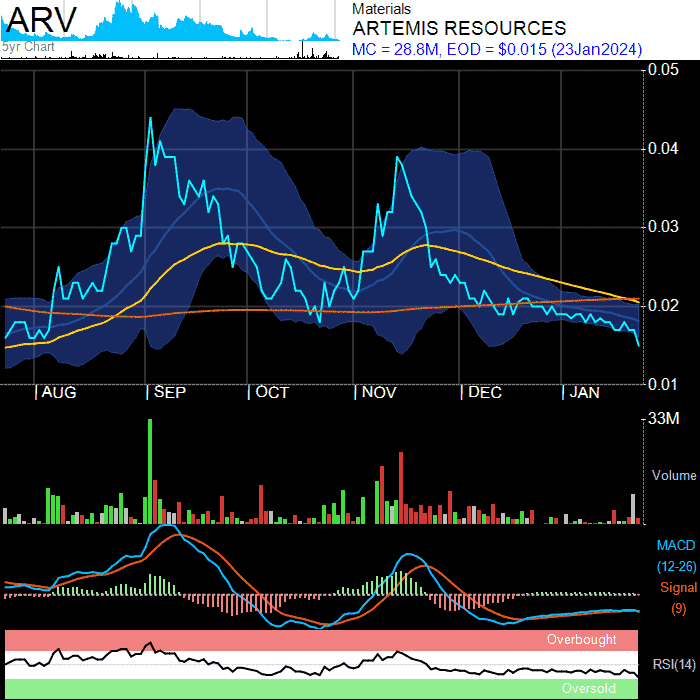 ARV
5yr Chart
Materials
ARTEMIS RESOURCES
MC = 28.8M, EOD = $0.015 (23Jan2024)
0.05
0.04
0.03
0.02
0.01
AUG SEP OCT NOV DEC JAN
33M
Volume
MACD
(12-26)
Signal
(9)
Overbought
RSI(14)
Oversold